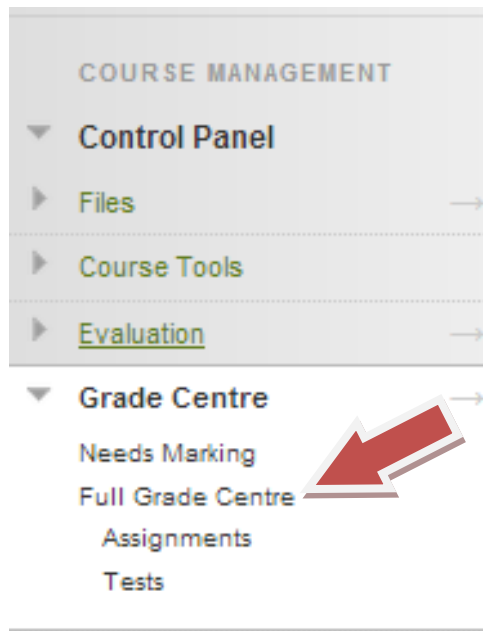 COURSE MANAGEMENT
Control Panel
Files
Course Tools
Evaluation
Grade Centre
Needs Marking
Full Grade Centre
Assignments
Tests